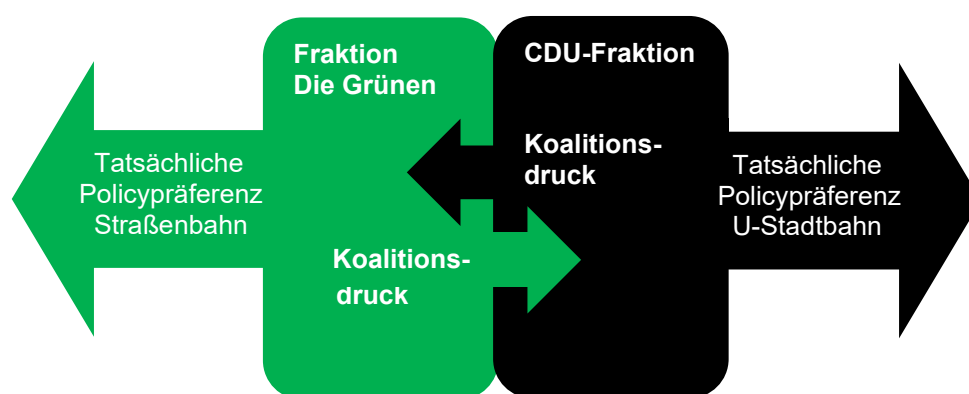 Fraktion
Die Grünen
CDU-Fraktion
Koalitions-
druck
Tatsächliche
Policypräferenz
Straßenbahn
Tatsächliche
Policypräferenz
U-Stadtbahn
Koalitions-
druck